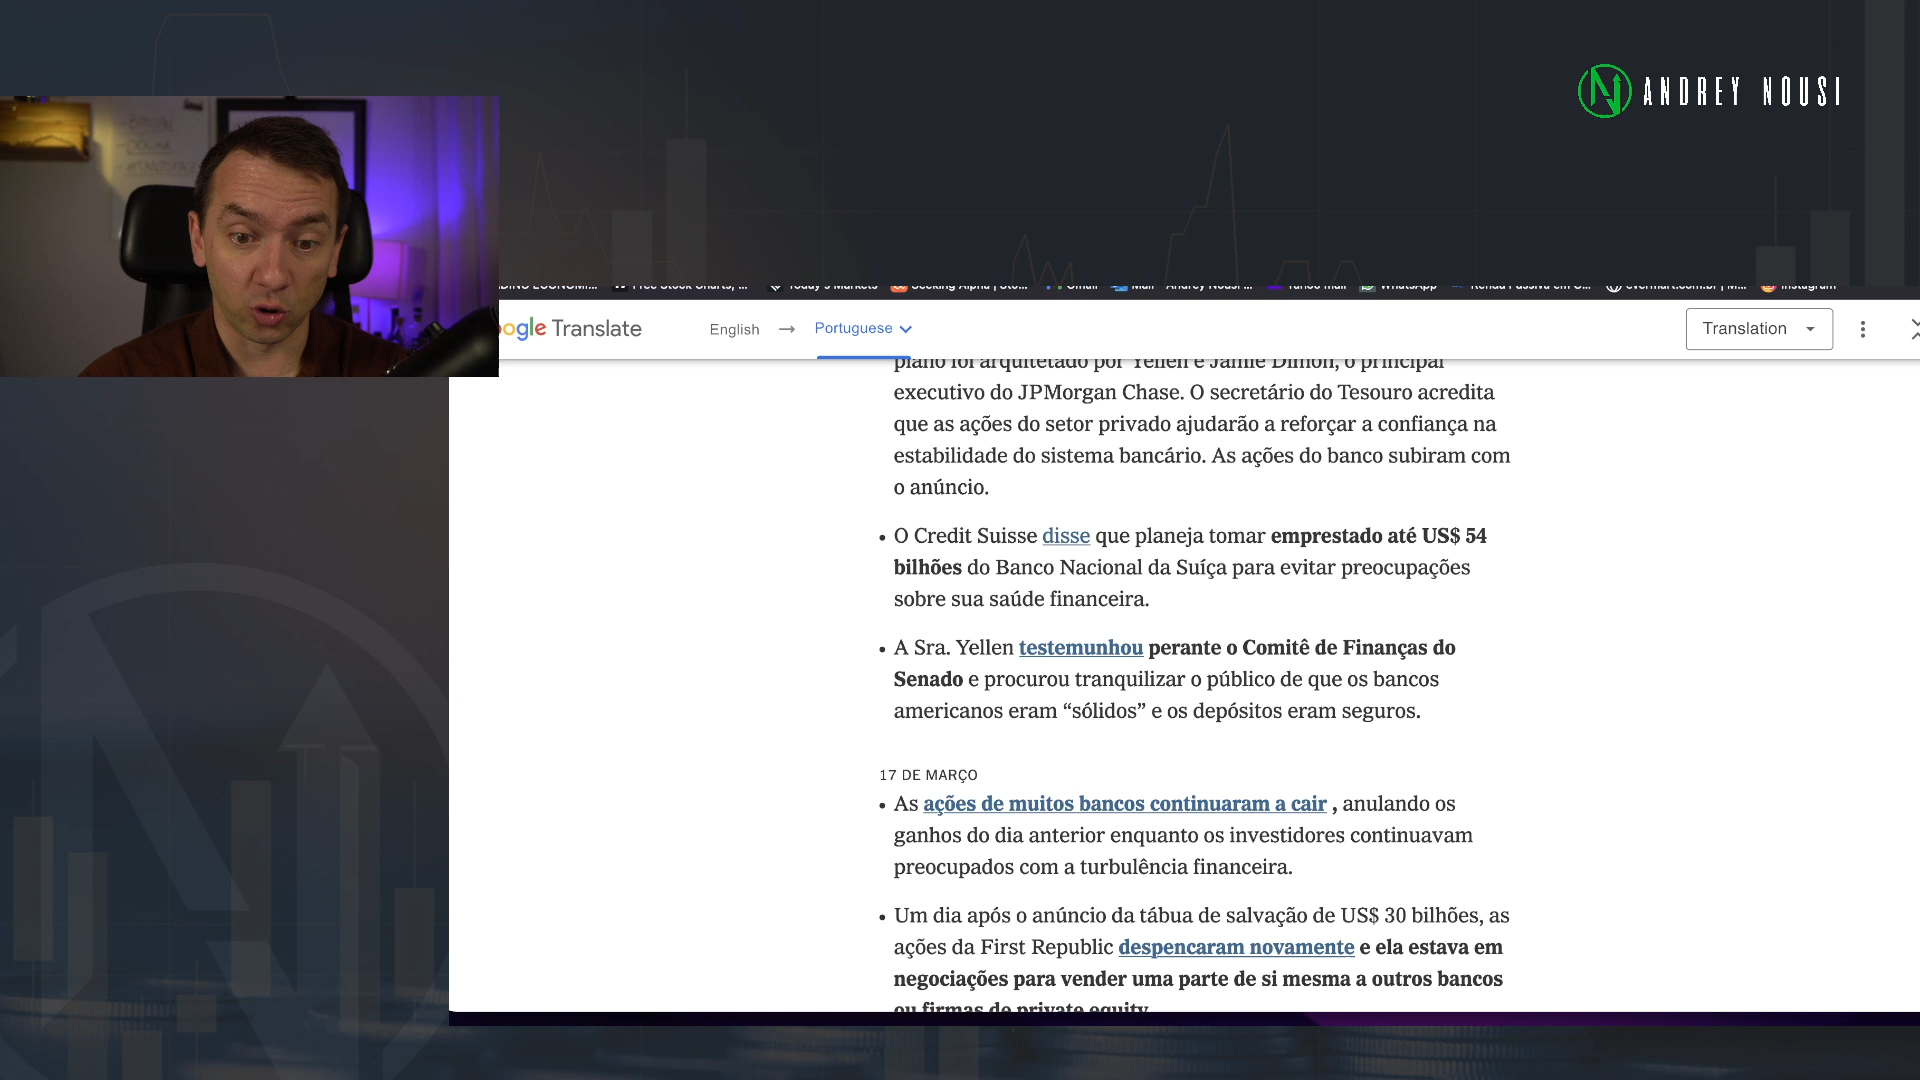 ANDREY NOUSI
Free Stock Charts, ...
Today's Markets
Seeking Alpha | Sto...
Gmail
Mail - Andrey Nousi ...
Yahoo mail
WhatsApp
Renda Passiva em G...
evermart.com.br | M...
Instagram
ogle Translate
English → Portuguese
Translation
plano foi arquitetado por Yellen e Jamie Dimon, o principal
executivo do JPMorgan Chase. O secretário do Tesouro acredita
que as ações do setor privado ajudarão a reforçar a confiança na
estabilidade do sistema bancário. As ações do banco subiram com
o anúncio.
• O Credit Suisse disse que planeja tomar emprestado até US$ 54
bilhões do Banco Nacional da Suíça para evitar preocupações
sobre sua saúde financeira.
• A Sra. Yellen testemunhou perante o Comitê de Finanças do
Senado e procurou tranquilizar o público de que os bancos
americanos eram “sólidos” e os depósitos eram seguros.
17 DE MARÇO
• As ações de muitos bancos continuaram a cair , anulando os
ganhos do dia anterior enquanto os investidores continuavam
preocupados com a turbulência financeira.
• Um dia após o anúncio da tábua de salvação de US$ 30 bilhões, as
ações da First Republic despencaram novamente e ela estava em
negociações para vender uma parte de si mesma a outros bancos
ou firmas de private equity.